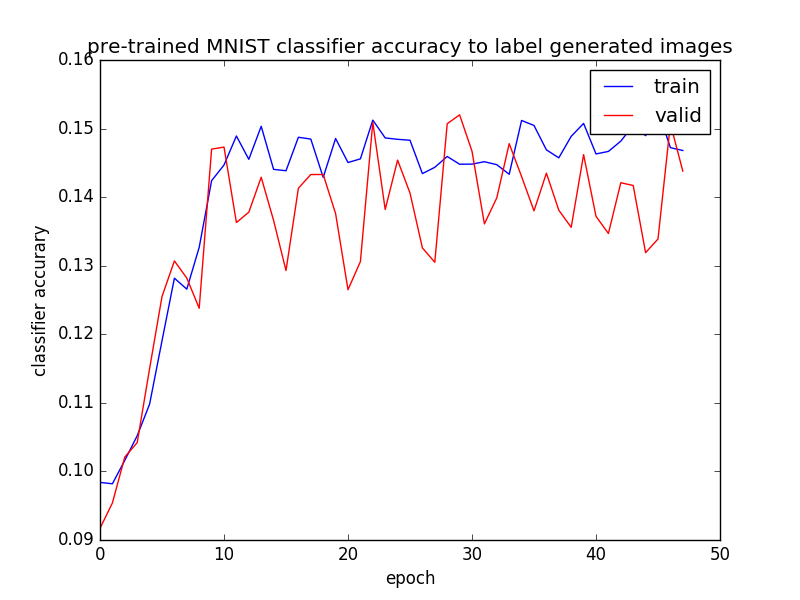 pre-trained MNIST classifier accuracy to label generated images
0.16
0.15
0.14
0.13
0.12
0.11
0.10
0.09
classifier accurary
train
valid
0
10
20
30
40
50
epoch